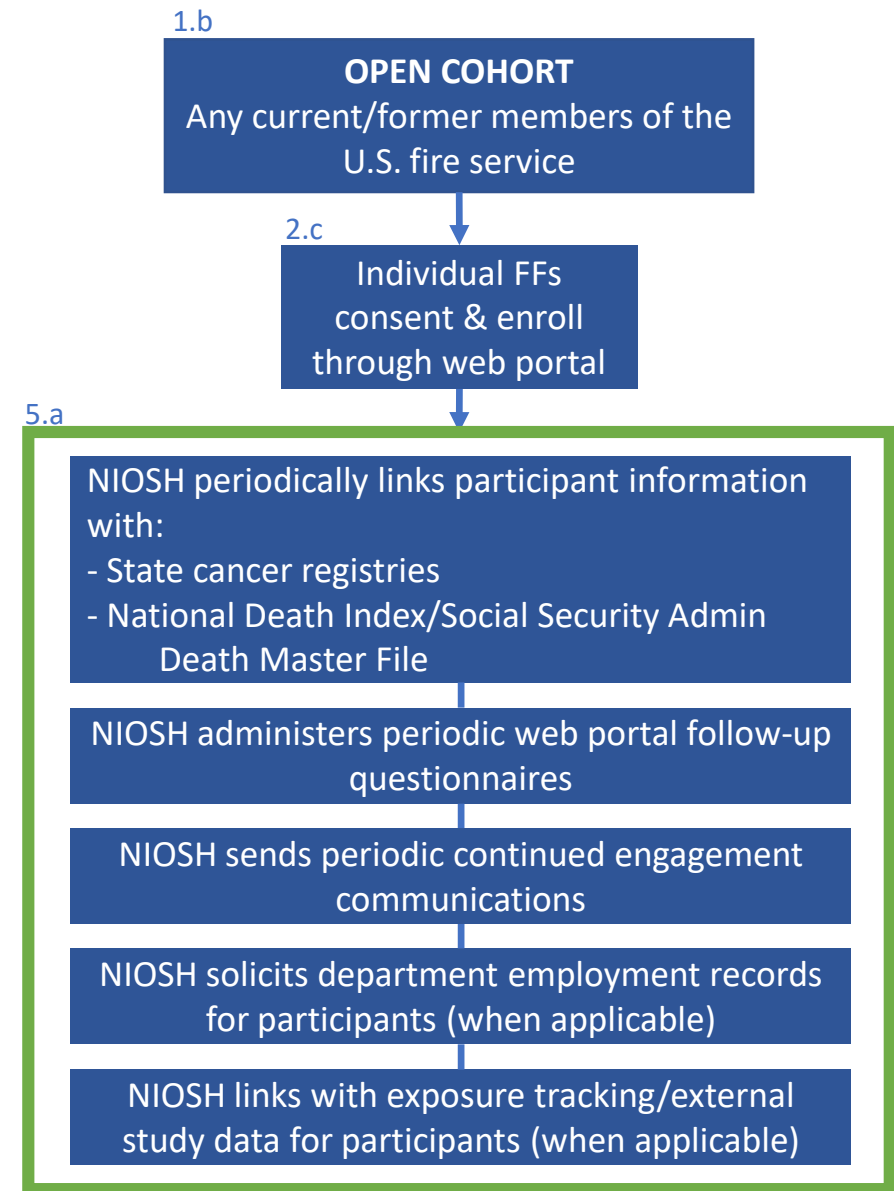 1.b
OPEN COHORT
Any current/former members of the
U.S. fire service
2.c
Individual FFs
consent & enroll
through web portal
5.a
NIOSH periodically links participant information
with:
- State cancer registries
- National Death Index/Social Security Admin
Death Master File
NIOSH administers periodic web portal follow-up
questionnaires
NIOSH sends periodic continued engagement
communications
NIOSH solicits department employment records
for participants (when applicable)
NIOSH links with exposure tracking/external
study data for participants (when applicable)